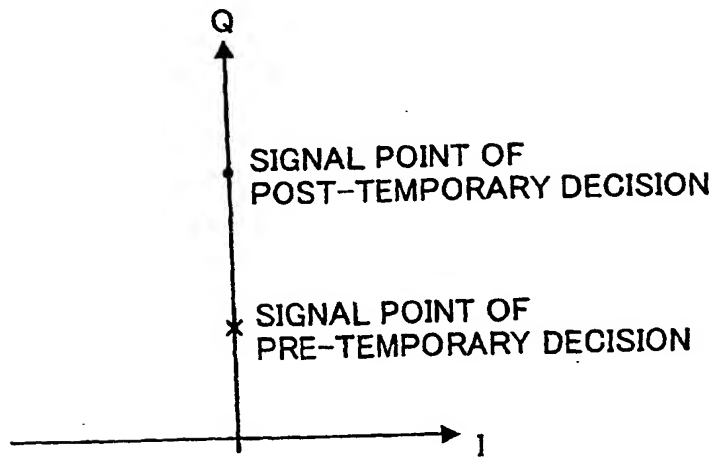 Q
SIGNAL POINT OF
POST-TEMPORARY DECISION
SIGNAL POINT OF
PRE-TEMPORARY DECISION
I